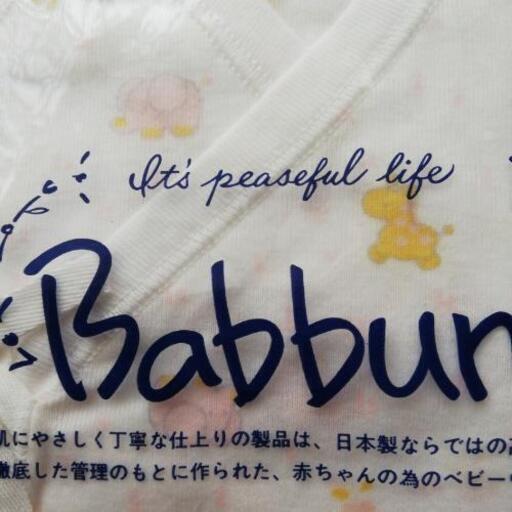 It's peaseful life
Babbun
肌にやさしく丁寧な仕上りの製品は、日本製ならではの高
徹底した管理のもとに作られた、赤ちゃんの為のベビー